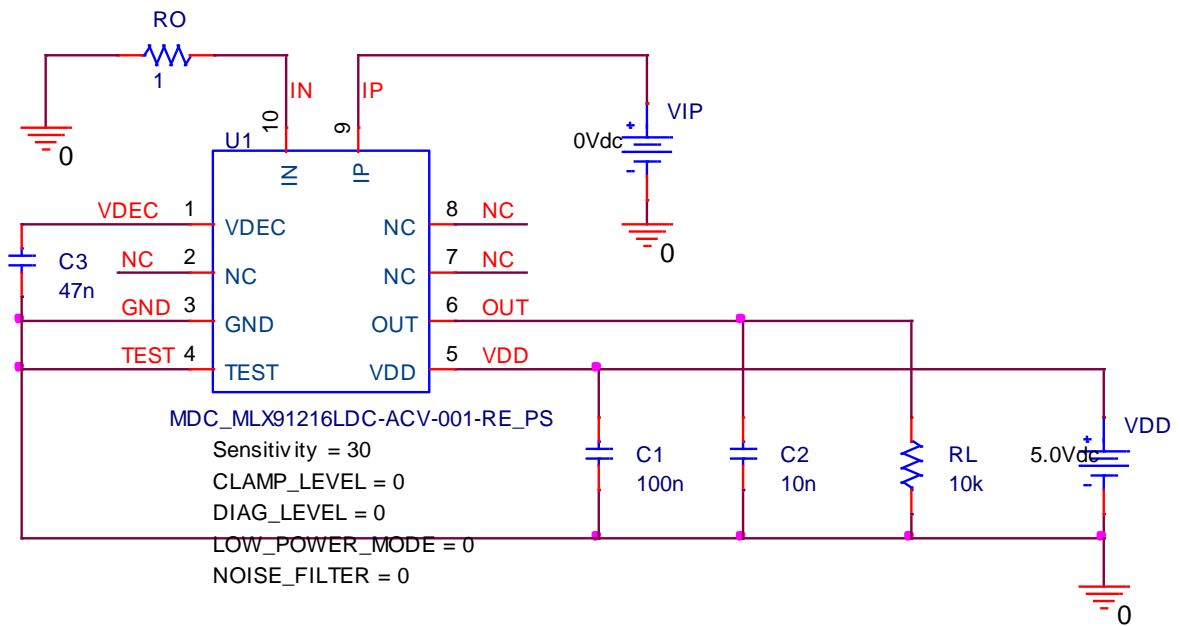 RO
1
IN
IP
10
9
VIP
0Vdc
0
U1
IN
IP
0
VDEC
1
VDEC
NC
8
NC
C3
47n
NC
2
NC
NC
7
NC
GND
3
GND
OUT
6
OUT
TEST
4
TEST
VDD
5
VDD
MDC_MLX91216LDC-ACV-001-RE_PS
Sensitivity = 30
CLAMP_LEVEL = 0
DIAG_LEVEL = 0
LOW_POWER_MODE = 0
NOISE_FILTER = 0
C1
100n
C2
10n
RL
10k
VDD
5.0Vdc
0